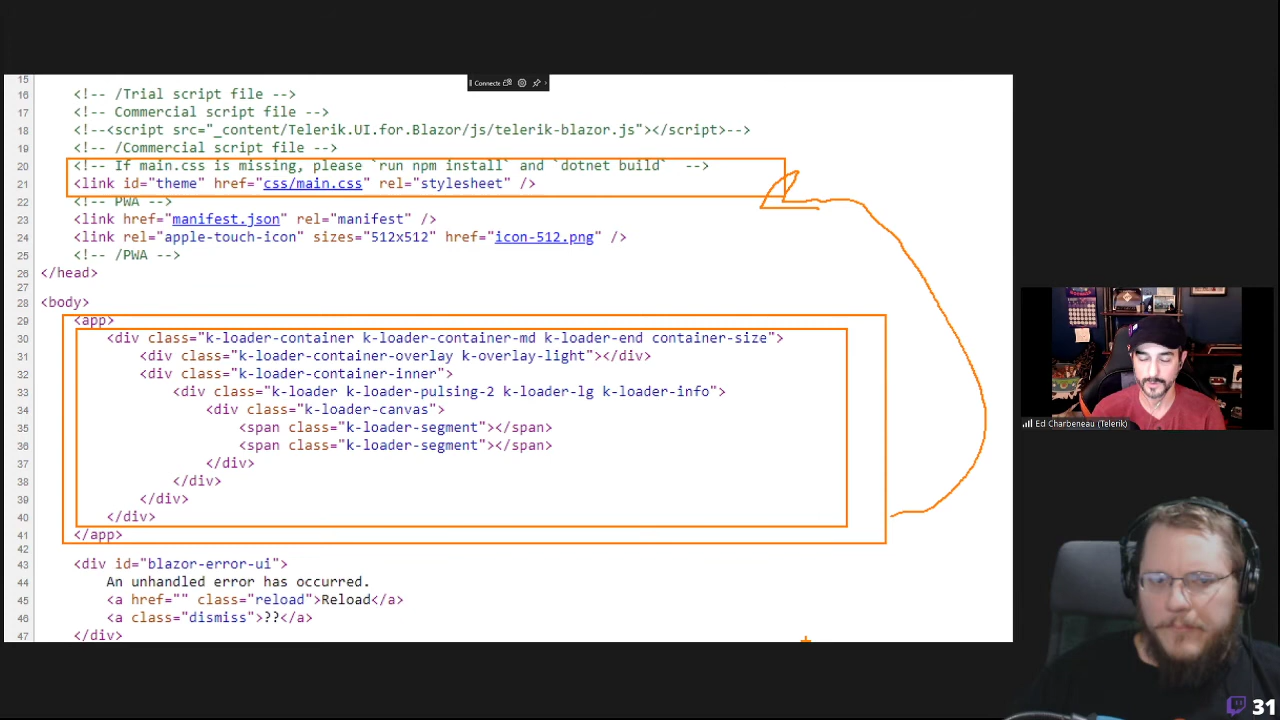 Connecte
15
16 <!-- /Trial script file -->
17 <!-- Commercial script file -->
18 <!--<script src="_content/Telerik.UI.for.Blazor/js/telerik-blazor.js"></script>-->
19 <!-- /Commercial script file -->
20 <!-- If main.css is missing, please `run npm install` and `dotnet build` -->
21 <link id="theme" href="css/main.css" rel="stylesheet" />
22 <!-- PWA -->
23 <link href="manifest.json" rel="manifest" />
24 <link rel="apple-touch-icon" sizes="512x512" href="icon-512.png" />
25 <!-- /PWA -->
26 </head>
27
28 <body>
29 <app>
30 <div class="k-loader-container k-loader-container-md k-loader-end container-size">
31 <div class="k-loader-container-overlay k-overlay-light"></div>
32 <div class="k-loader-container-inner">
33 <div class="k-loader k-loader-pulsing-2 k-loader-lg k-loader-info">
34 <div class="k-loader-canvas">
35 <span class="k-loader-segment"></span>
36 <span class="k-loader-segment"></span>
37 </div>
38 </div>
39 </div>
40 </div>
41 </app>
42
43 <div id="blazor-error-ui">
44 An unhandled error has occurred.
45 <a href="" class="reload">Reload</a>
46 <a class="dismiss">??</a>
47 </div>
Ed Charbeneau (Telerik)
31